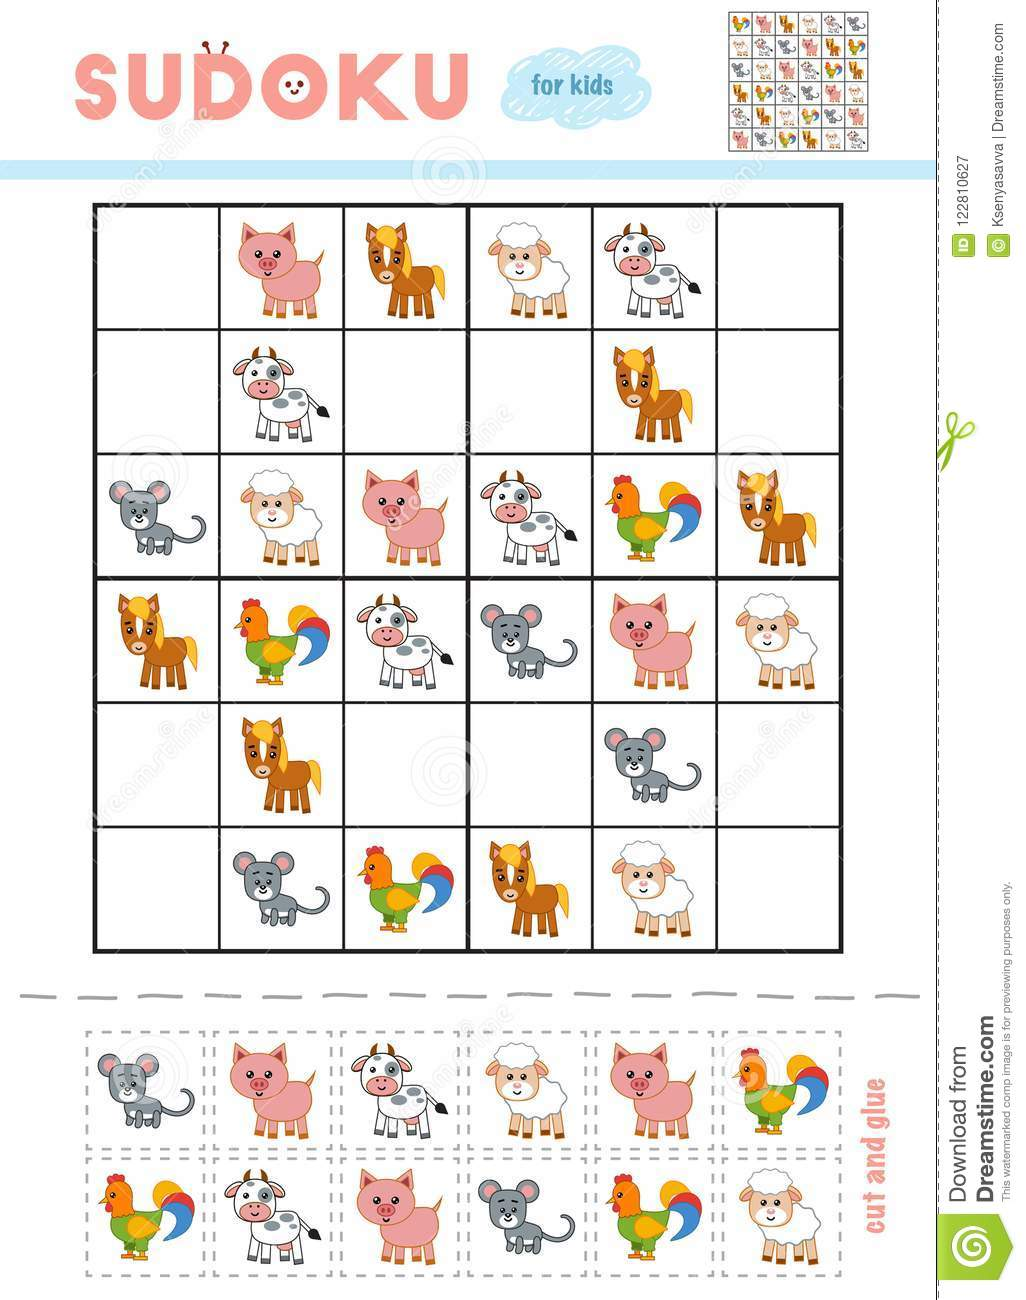 SUDOKU
for kids
cut and glue
ID 122810627
© Ksenyasavva | Dreamstime.com
Download from
Dreamstime.com
This watermarked comp image is for previewing purposes only.
dreamstime